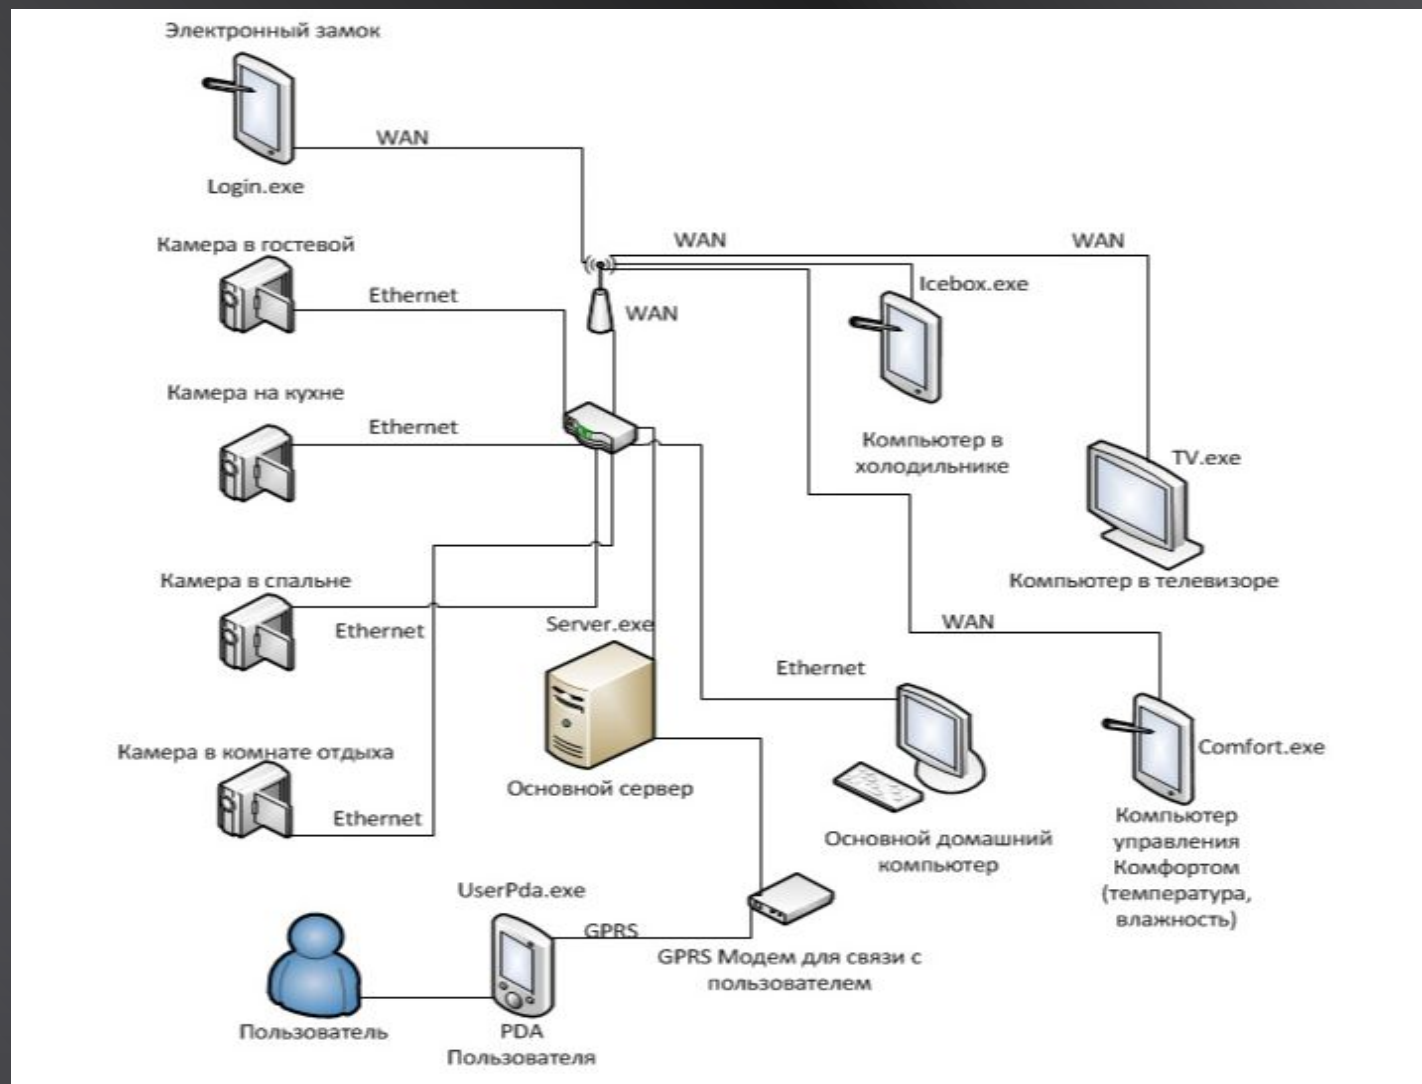 Электронный замок
WAN
Login.exe
Камера в гостевой
WAN
WAN
Ethernet
Icebox.exe
WAN
Камера на кухне
Ethernet
Компьютер в
холодильнике
TV.exe
Камера в спальне
Компьютер в телевизоре
Ethernet
Server.exe
WAN
Ethernet
Камера в комнате отдыха
Comfort.exe
Основной сервер
Ethernet
Основной домашний
компьютер
Компьютер
управления
Комфортом
(температура,
влажность)
UserPda.exe
GPRS
GPRS Модем для связи с
пользователем
Пользователь
PDA
Пользователя